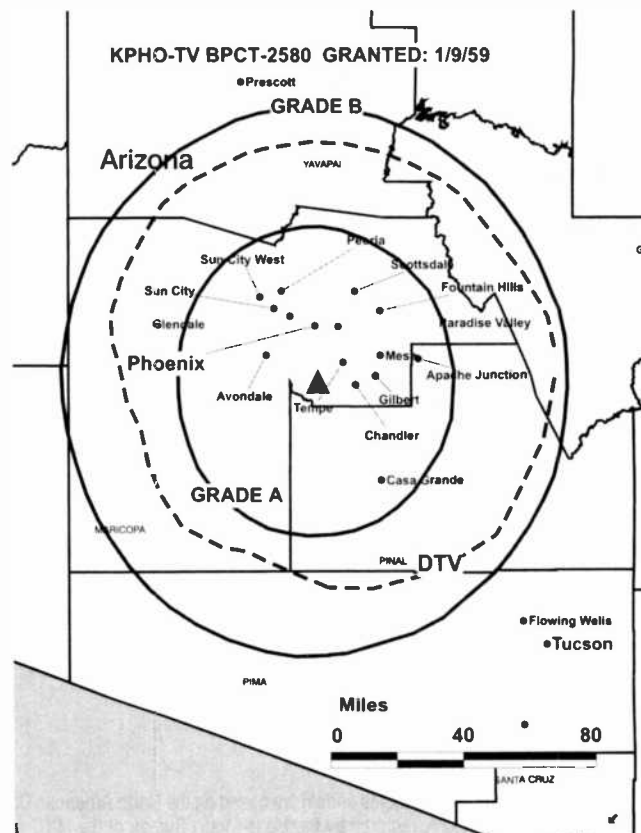 KPHO-TV BPCT-2580 GRANTED: 1/9/59
Prescott
GRADE B
Arizona
YAVAPAI
Peoria
Sun City West
Scottsdale
Sun City
Fountain Hills
Glendale
Paradise Valley
Phoenix
Mesa
Apache Junction
Avondale
Tempe
Gilbert
Chandler
GRADE A
Casa Grande
MARICOPA
PINAL
DTV
Flowing Wells
Tucson
PIMA
Miles
0 40 80
SANTA CRUZ